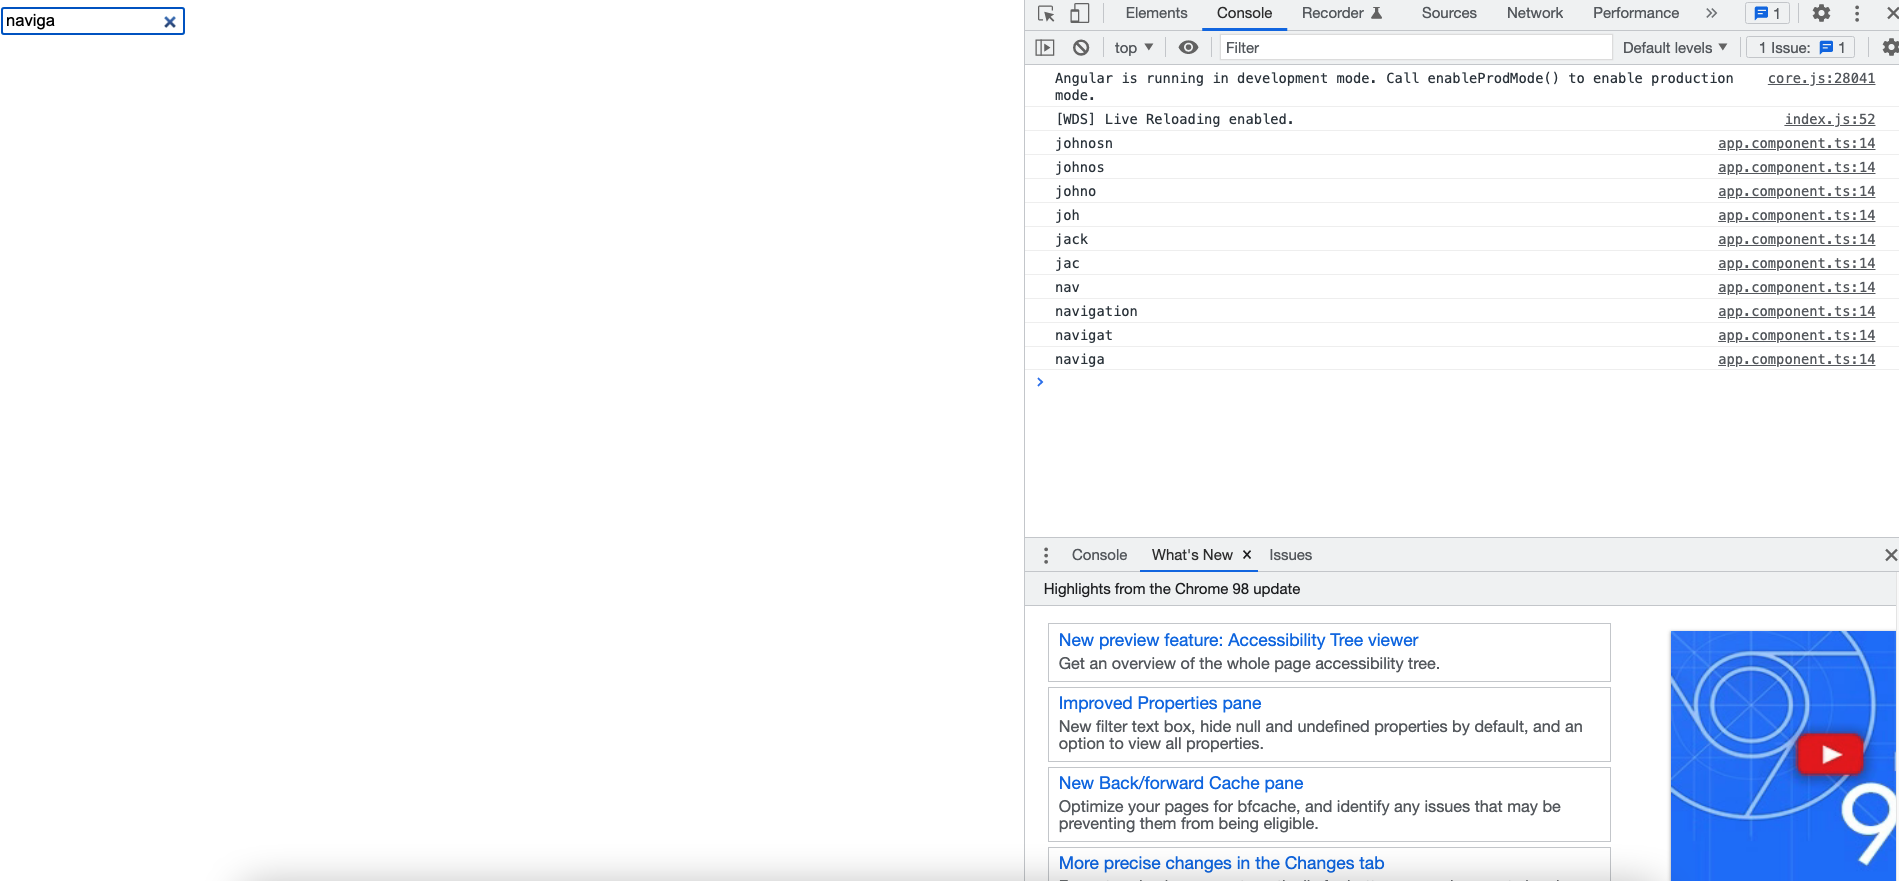 naviga
Elements Console Recorder Sources Network Performance 1
top Filter Default levels 1 Issue: 1
Angular is running in development mode. Call enableProdMode() to enable production core.js:28041
mode.
[WDS] Live Reloading enabled. index.js:52
johnosn app.component.ts:14
johnos app.component.ts:14
johno app.component.ts:14
joh app.component.ts:14
jack app.component.ts:14
jac app.component.ts:14
nav app.component.ts:14
navigation app.component.ts:14
navigat app.component.ts:14
naviga app.component.ts:14
Console What's New Issues
Highlights from the Chrome 98 update
New preview feature: Accessibility Tree viewer
Get an overview of the whole page accessibility tree.
Improved Properties pane
New filter text box, hide null and undefined properties by default, and an
option to view all properties.
New Back/forward Cache pane
Optimize your pages for bfcache, and identify any issues that may be
preventing them from being eligible.
More precise changes in the Changes tab
9